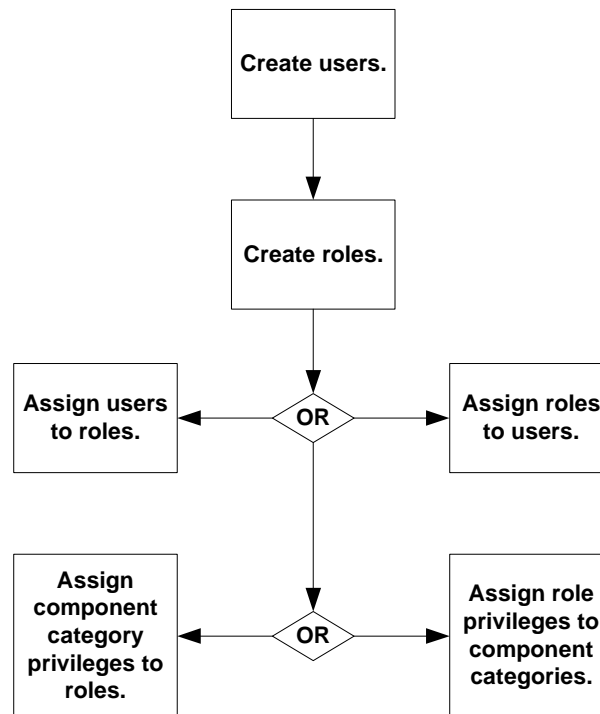 Create users.
Create roles.
Assign users
to roles.
OR
Assign roles
to users.
Assign
component
category
privileges to
roles.
OR
Assign role
privileges to
component
categories.